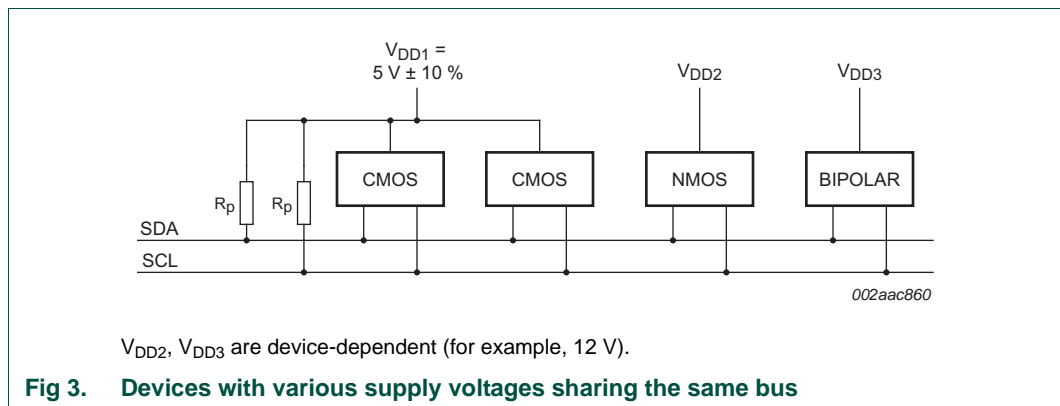 VDD1 =
5 V ± 10 %
VDD2
VDD3
CMOS
CMOS
NMOS
BIPOLAR
Rp
Rp
SDA
SCL
002aac860
VDD2, VDD3 are device-dependent (for example, 12 V).
Fig 3. Devices with various supply voltages sharing the same bus